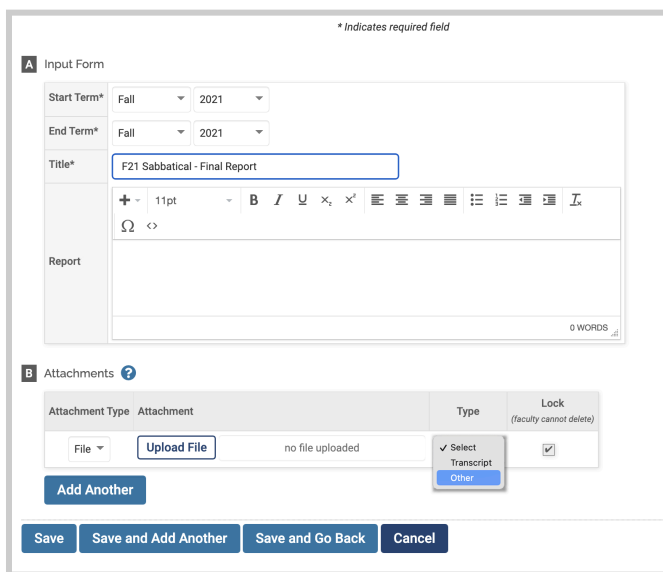 * Indicates required field
A Input Form
Start Term* Fall 2021
End Term* Fall 2021
Title* F21 Sabbatical - Final Report
11pt B I U x₂ x² Ix
Ω <>
Report
0 WORDS
B Attachments ?
Attachment Type Attachment Type Lock
(faculty cannot delete)
File Upload File no file uploaded ✓ Select
Transcript
Other
Add Another
Save Save and Add Another Save and Go Back Cancel